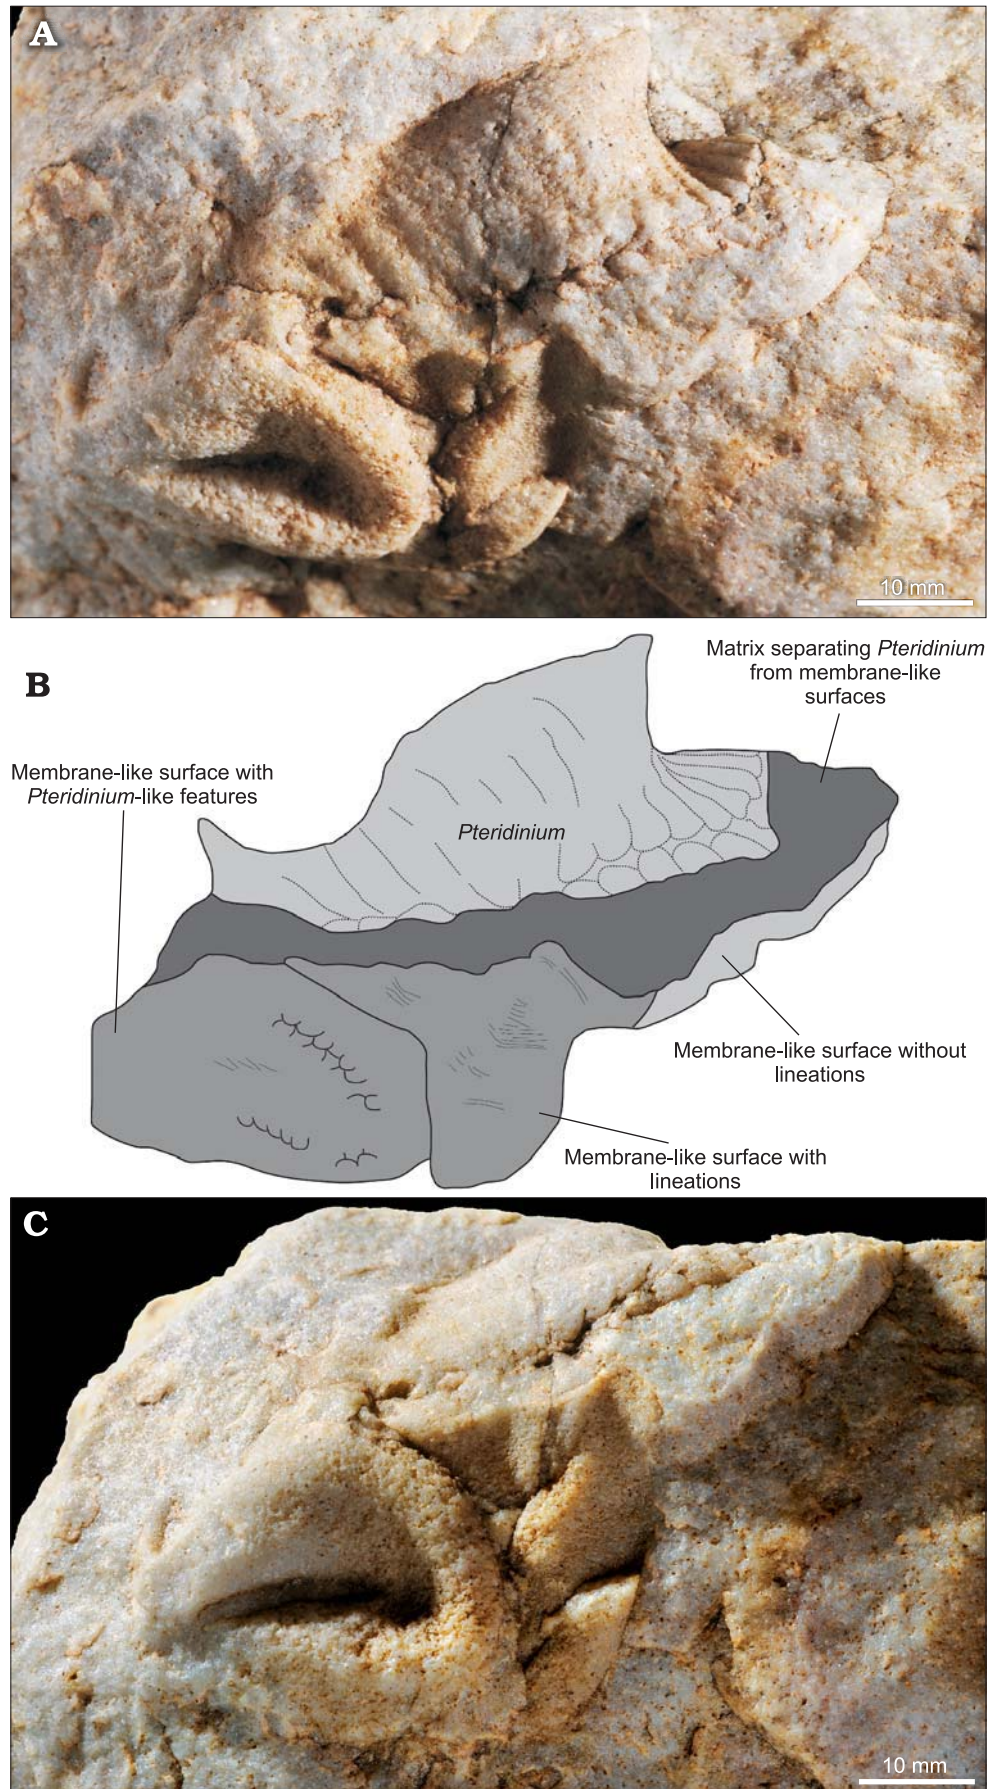 A
10 mm
B
Matrix separating Pteridinium
from membrane-like
surfaces
Membrane-like surface with
Pteridinium-like features
Pteridinium
Membrane-like surface without
lineations
Membrane-like surface with
lineations
C
10 mm